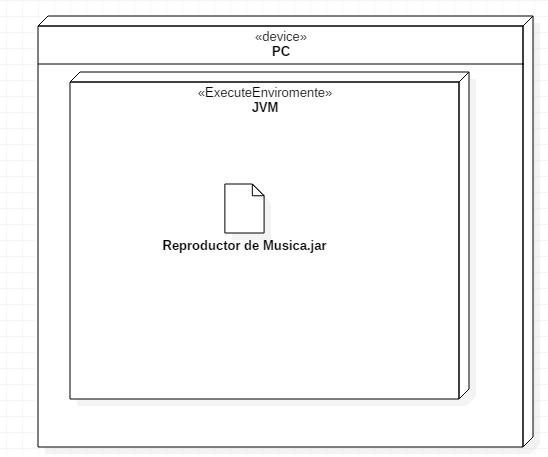 «device»
PC
«ExecuteEnviromente»
JVM
Reproductor de Musica.jar